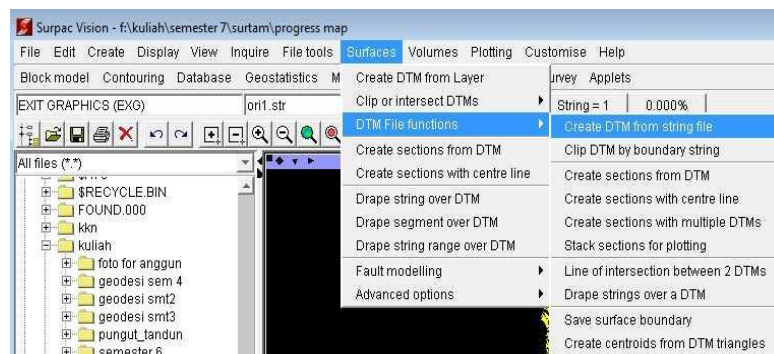 Surpac Vision - f:\kuliah\semester 7\surtam\progress map
File Edit Create Display View Inquire File tools Surfaces Volumes Plotting Customise Help
Block model Contouring Database Geostatistics M
urvey Applets
EXIT GRAPHICS (EXG)
ori1.str
String = 1 0.000%
All files (*.*)
$RECYCLE.BIN
FOUND.000
kkn
kuliah
foto for anggun
geodesi sem 4
geodesi smt2
geodesi smt3
pungut_tandun
semester 6
Create DTM from Layer
Clip or intersect DTMs
DTM File functions
Create sections from DTM
Create sections with centre line
Drape string over DTM
Drape segment over DTM
Drape string range over DTM
Fault modelling
Advanced options
Create DTM from string file
Clip DTM by boundary string
Create sections from DTM
Create sections with centre line
Create sections with multiple DTMs
Stack sections for plotting
Line of intersection between 2 DTMs
Drape strings over a DTM
Save surface boundary
Create centroids from DTM triangles